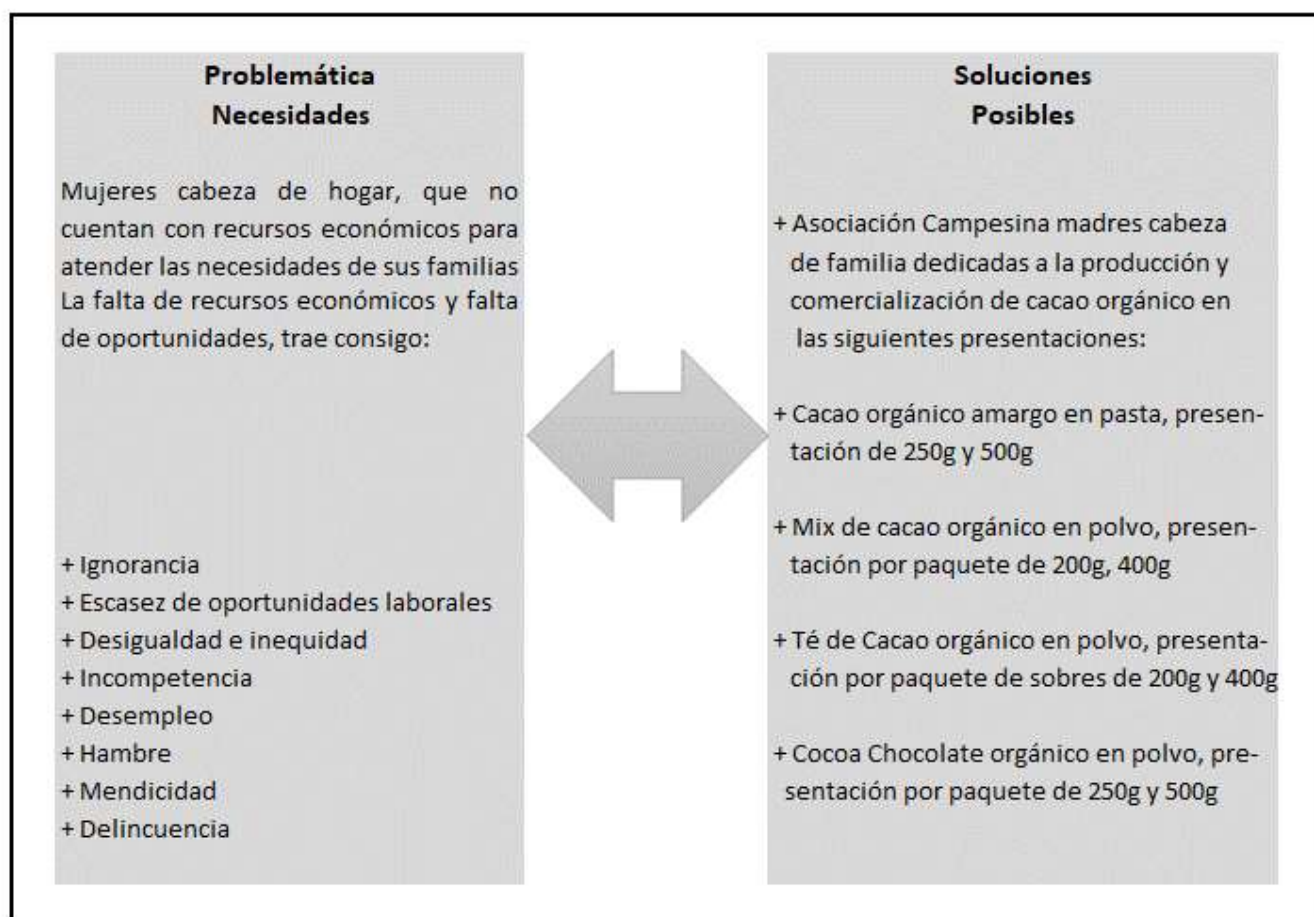 Problemática
Necesidades
Mujeres cabeza de hogar, que no
cuentan con recursos económicos para
atender las necesidades de sus familias
La falta de recursos económicos y falta
de oportunidades, trae consigo:
+ Ignorancia
+ Escasez de oportunidades laborales
+ Desigualdad e inequidad
+ Incompetencia
+ Desempleo
+ Hambre
+ Mendicidad
+ Delincuencia
Soluciones
Posibles
+ Asociación Campesina madres cabeza
de familia dedicadas a la producción y
comercialización de cacao orgánico en
las siguientes presentaciones:
+ Cacao orgánico amargo en pasta, presen-
tación de 250g y 500g
+ Mix de cacao orgánico en polvo, presen-
tación por paquete de 200g, 400g
+ Té de Cacao orgánico en polvo, presenta-
ción por paquete de sobres de 200g y 400g
+ Cocoa Chocolate orgánico en polvo, pre-
sentación por paquete de 250g y 500g